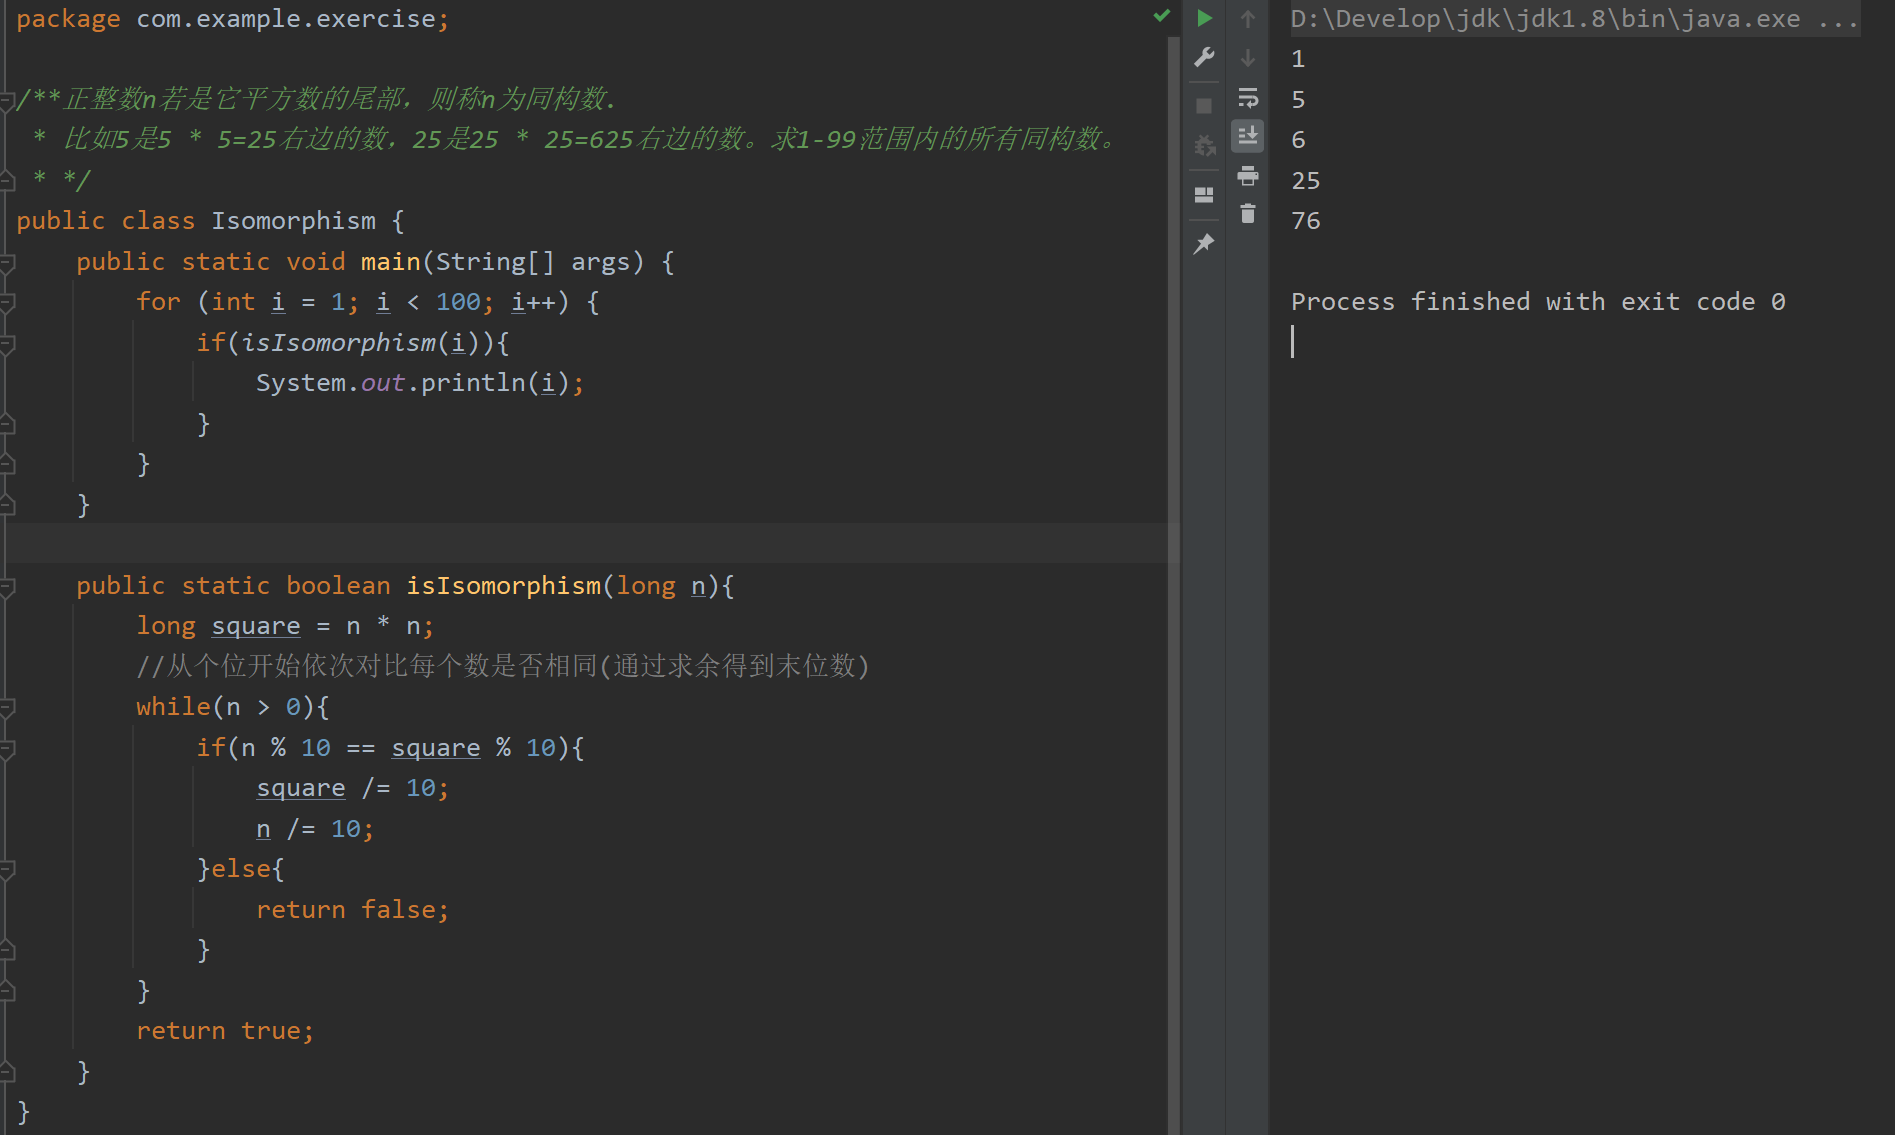 package com.example.exercise;
/**正整数n若是它平方数的尾部，则称n为同构数.
* 比如5是5 * 5=25右边的数，25是25 * 25=625右边的数。求1-99范围内的所有同构数。
* */
public class Isomorphism {
public static void main(String[] args) {
for (int i = 1; i < 100; i++) {
if(isIsomorphism(i)){
System.out.println(i);
}
}
}
public static boolean isIsomorphism(long n){
long square = n * n;
//从个位开始依次对比每个数是否相同(通过求余得到末位数)
while(n > 0){
if(n % 10 == square % 10){
square /= 10;
n /= 10;
}else{
return false;
}
}
return true;
}
}
D:\Develop\jdk\jdk1.8\bin\java.exe ...
1
5
6
25
76
Process finished with exit code 0